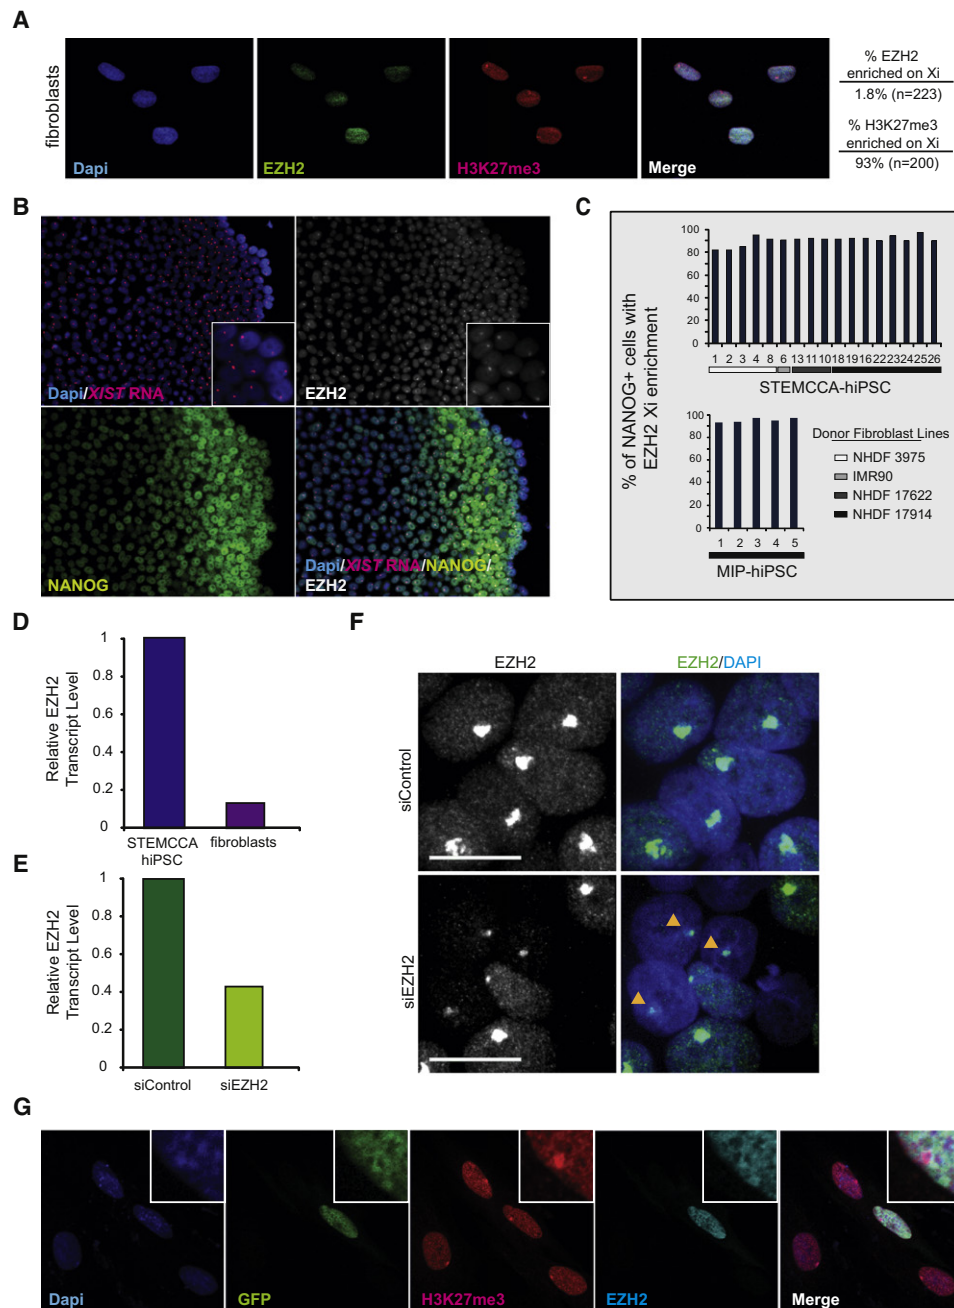 A
fibroblasts
Dapi
EZH2
H3K27me3
Merge
% EZH2
enriched on Xi
1.8% (n=223)
% H3K27me3
enriched on Xi
93% (n=200)
B
Dapi/XIST RNA
EZH2
NANOG
Dapi/XIST RNA/NANOG/
EZH2
C
% of NANOG+ cells with
EZH2 Xi enrichment
100
80
60
40
20
0
1 2 3 4 8 6 13 11 10 18 19 16 22 23 24 25 26
STEMCCA-hiPSC
100
80
60
40
20
0
1 2 3 4 5
MIP-hiPSC
Donor Fibroblast Lines
NHDF 3975
IMR90
NHDF 17622
NHDF 17914
D
Relative EZH2
Transcript Level
1
0.8
0.6
0.4
0.2
0
STEMCCA
hiPSC
fibroblasts
E
Relative EZH2
Transcript Level
1
0.8
0.6
0.4
0.2
0
siControl
siEZH2
F
EZH2
EZH2/DAPI
siControl
siEZH2
G
Dapi
GFP
H3K27me3
EZH2
Merge